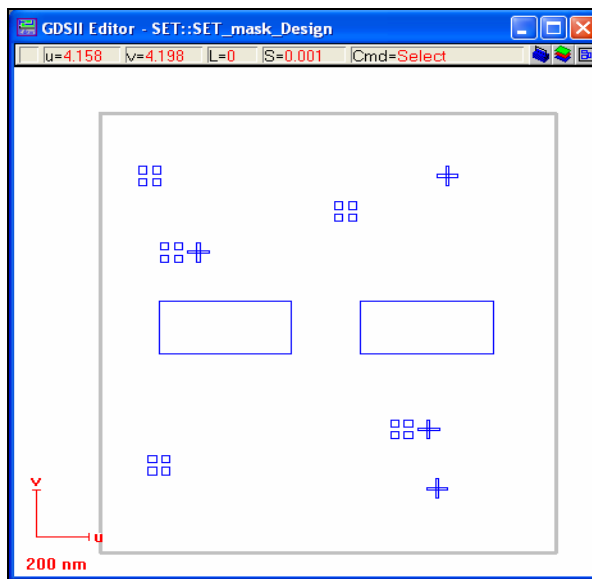 GDSII Editor - SET::SET_mask_Design
u=4.158 v=4.198 L=0 S=0.001 Cmd=Select
v
u
200 nm